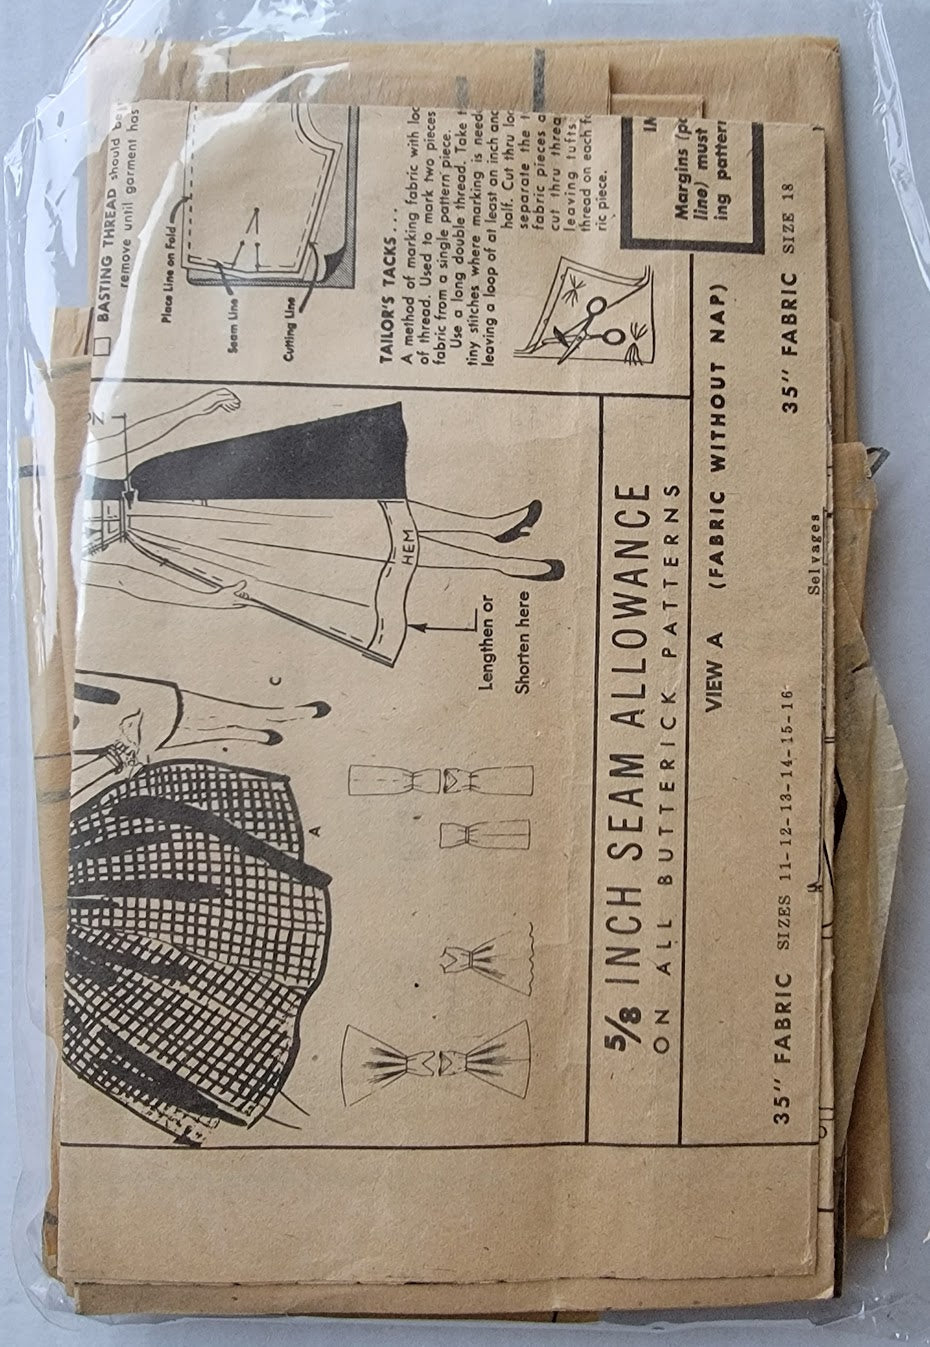 BASTING THREAD should be
remove until garment has
Place Line on Fold
Seam Line
Cutting Line
TAILOR'S TACKS . . .
A method of marking fabric with loo
of thread. Used to mark two pieces
fabric from a single pattern piece.
Use a long double thread. Take t
tiny stitches where marking is need
leaving a loop of at least an inch and
half. Cut thru loo
separate the t
fabric pieces a
cut thru threa
leaving tufts
thread on each f
ric piece.
IM
Margins (po
line) must
ing pattern
HEM
Lengthen or
Shorten here
C
A
5/8 INCH SEAM ALLOWANCE
ON ALL BUTTERICK PATTERNS
VIEW A (FABRIC WITHOUT NAP)
35" FABRIC SIZES 11-12-13-14-15-16-
35" FABRIC SIZE 18
Selvages